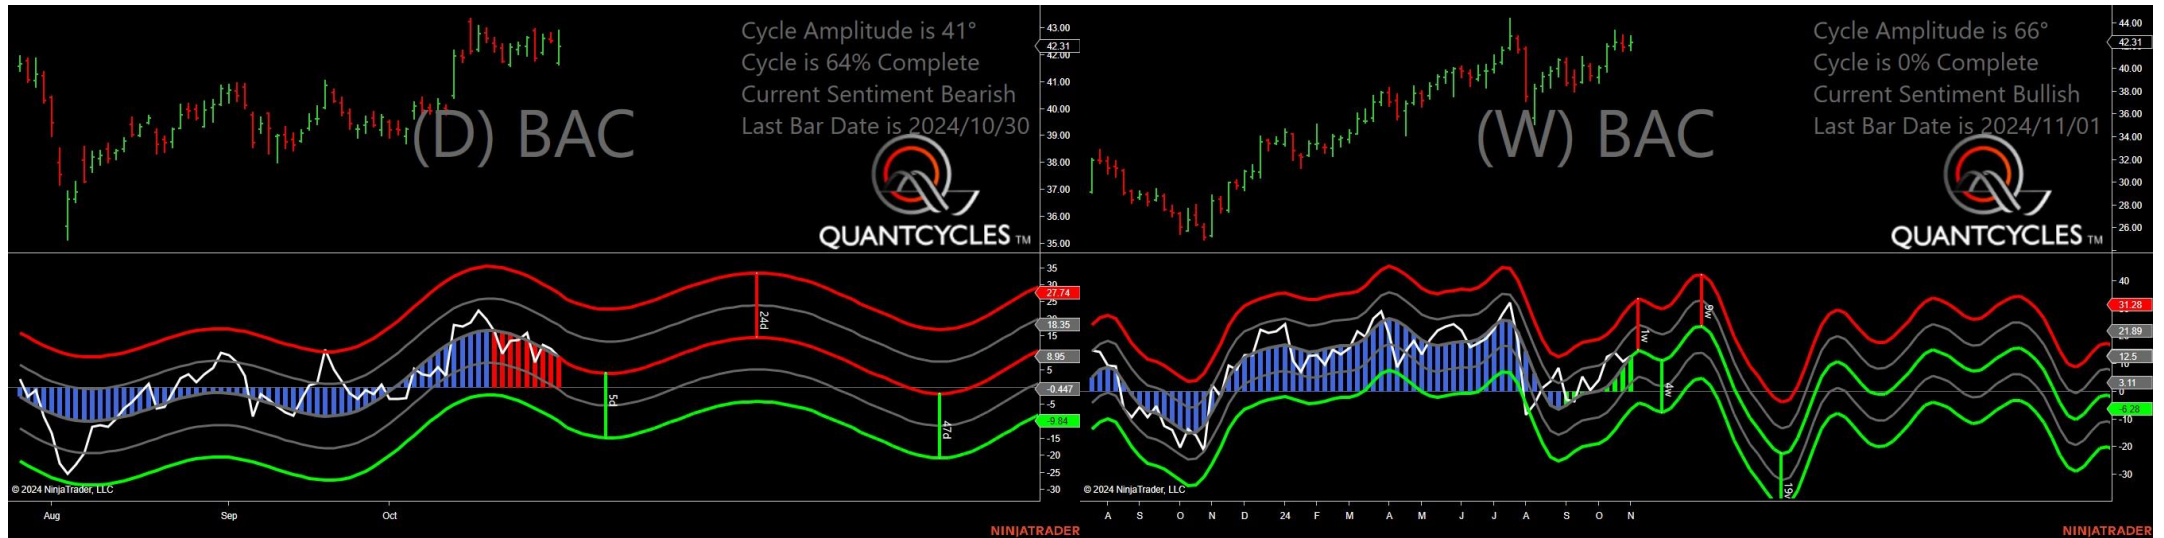 Cycle Amplitude is 41°
Cycle is 64% Complete
Current Sentiment Bearish
Last Bar Date is 2024/10/30
(D) BAC
QUANTCYCLES TM
43.00
42.31
42.00
41.00
40.00
39.00
38.00
37.00
36.00
35.00
35
27.74
25
18.35
15
8.95
5
-0.447
-5
-9.84
-15
-20
-25
-30
24d
5d
47d
© 2024 NinjaTrader, LLC
Aug Sep Oct
NINJATRADER
Cycle Amplitude is 66°
Cycle is 0% Complete
Current Sentiment Bullish
Last Bar Date is 2024/11/01
(W) BAC
QUANTCYCLES TM
44.00
42.31
40.00
38.00
36.00
34.00
32.00
30.00
28.00
26.00
40
31.28
21.89
12.5
10
3.11
0
-6.28
-10
-20
-30
1w
9w
4w
© 2024 NinjaTrader, LLC
A S O N D 24 F M A M J J A S O N
NINJATRADER